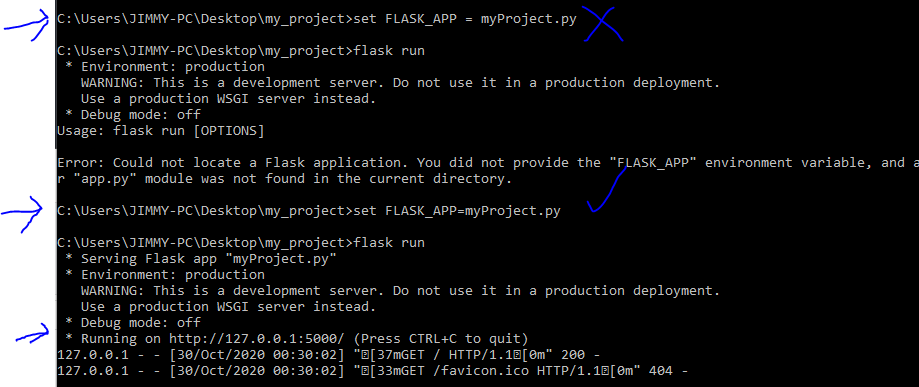 C:\Users\JIMMY-PC\Desktop\my_project>set FLASK_APP = myProject.py
C:\Users\JIMMY-PC\Desktop\my_project>flask run
* Environment: production
WARNING: This is a development server. Do not use it in a production deployment.
Use a production WSGI server instead.
* Debug mode: off
Usage: flask run [OPTIONS]
Error: Could not locate a Flask application. You did not provide the "FLASK_APP" environment variable, and a
r "app.py" module was not found in the current directory.
C:\Users\JIMMY-PC\Desktop\my_project>set FLASK_APP=myProject.py
C:\Users\JIMMY-PC\Desktop\my_project>flask run
* Serving Flask app "myProject.py"
* Environment: production
WARNING: This is a development server. Do not use it in a production deployment.
Use a production WSGI server instead.
* Debug mode: off
* Running on http://127.0.0.1:5000/ (Press CTRL+C to quit)
127.0.0.1 - - [30/Oct/2020 00:30:02] "[37mGET / HTTP/1.1[0m" 200 -
127.0.0.1 - - [30/Oct/2020 00:30:02] "[33mGET /favicon.ico HTTP/1.1[0m" 404 -